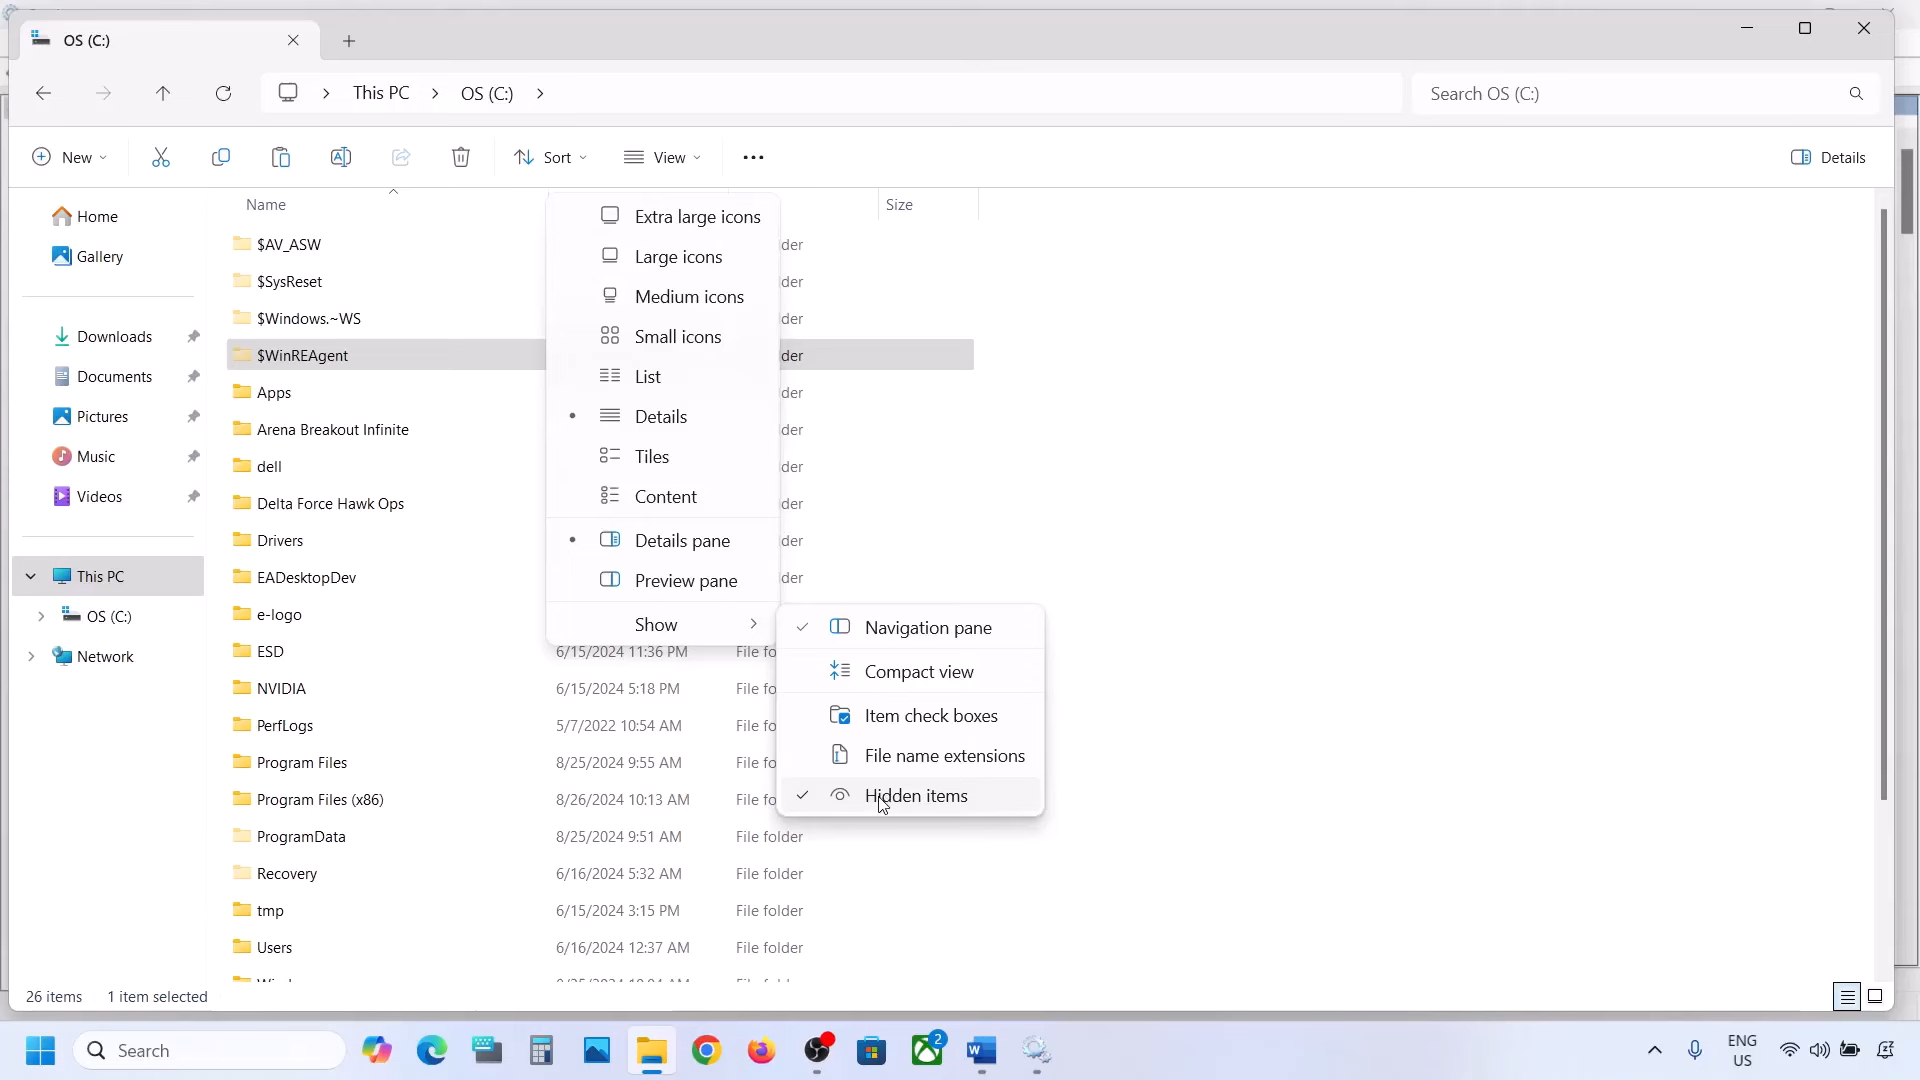 OS (C:)
This PC
OS (C:)
Search OS (C:)
New
Sort
View
Details
Home
Gallery
Downloads
Documents
Pictures
Music
Videos
This PC
OS (C:)
Network
Name
Size
$AV_ASW
der
$SysReset
der
$Windows.~WS
der
$WinREAgent
der
Apps
der
Arena Breakout Infinite
der
dell
der
Delta Force Hawk Ops
der
Drivers
der
EADesktopDev
der
e-logo
ESD
6/15/2024 11:36 PM
File fo
NVIDIA
6/15/2024 5:18 PM
File fo
PerfLogs
5/7/2022 10:54 AM
File fo
Program Files
8/25/2024 9:55 AM
File fo
Program Files (x86)
8/26/2024 10:13 AM
File fo
ProgramData
8/25/2024 9:51 AM
File folder
Recovery
6/16/2024 5:32 AM
File folder
tmp
6/15/2024 3:15 PM
File folder
Users
6/16/2024 12:37 AM
File folder
Extra large icons
Large icons
Medium icons
Small icons
List
Details
Tiles
Content
Details pane
Preview pane
Show
Navigation pane
Compact view
Item check boxes
File name extensions
Hidden items
26 items
1 item selected
Search
2
ENG
US